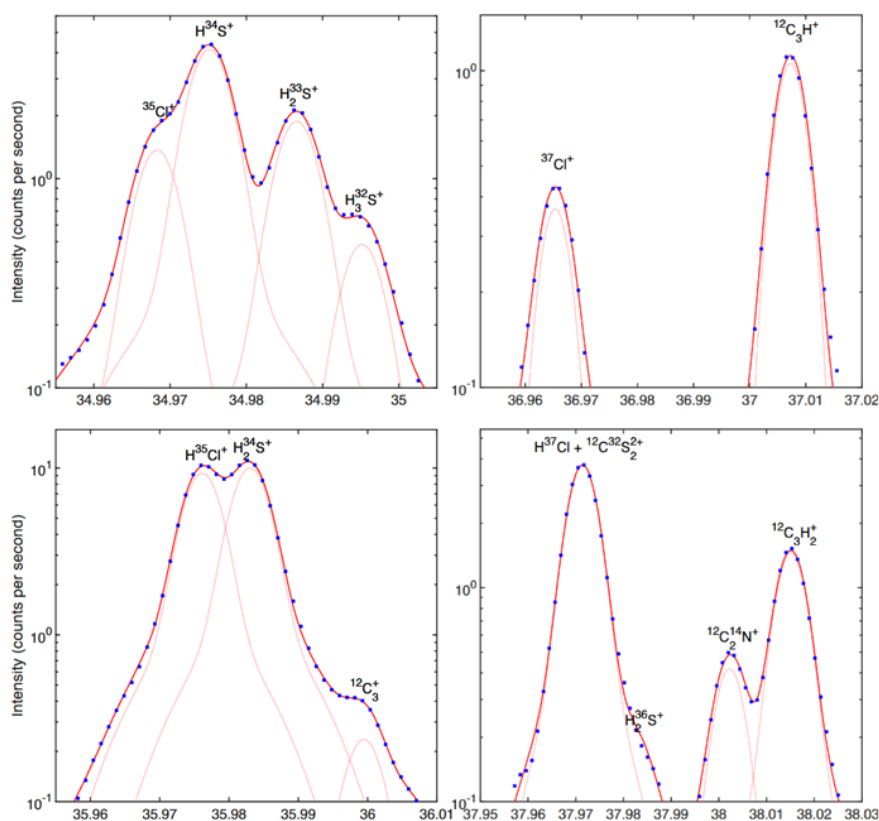 H³⁴S⁺
³⁵Cl⁺
H₂³³S⁺
H₃³²S⁺
Intensity (counts per second)
10⁰
10⁻¹
34.96 34.97 34.98 34.99 35
¹²C₃H⁺
³⁷Cl⁺
10⁰
10⁻¹
36.96 36.97 36.98 36.99 37 37.01 37.02
H³⁵Cl⁺ H₂³⁴S⁺
¹²C₃⁺
Intensity (counts per second)
10¹
10⁰
10⁻¹
35.96 35.97 35.98 35.99 36 36.01
H³⁷Cl + ¹²C³²S₂²⁺
¹²C₃H₂⁺
¹²C₂¹⁴N⁺
H₂³⁶S⁺
10⁰
10⁻¹
37.95 37.96 37.97 37.98 37.99 38 38.01 38.02 38.03